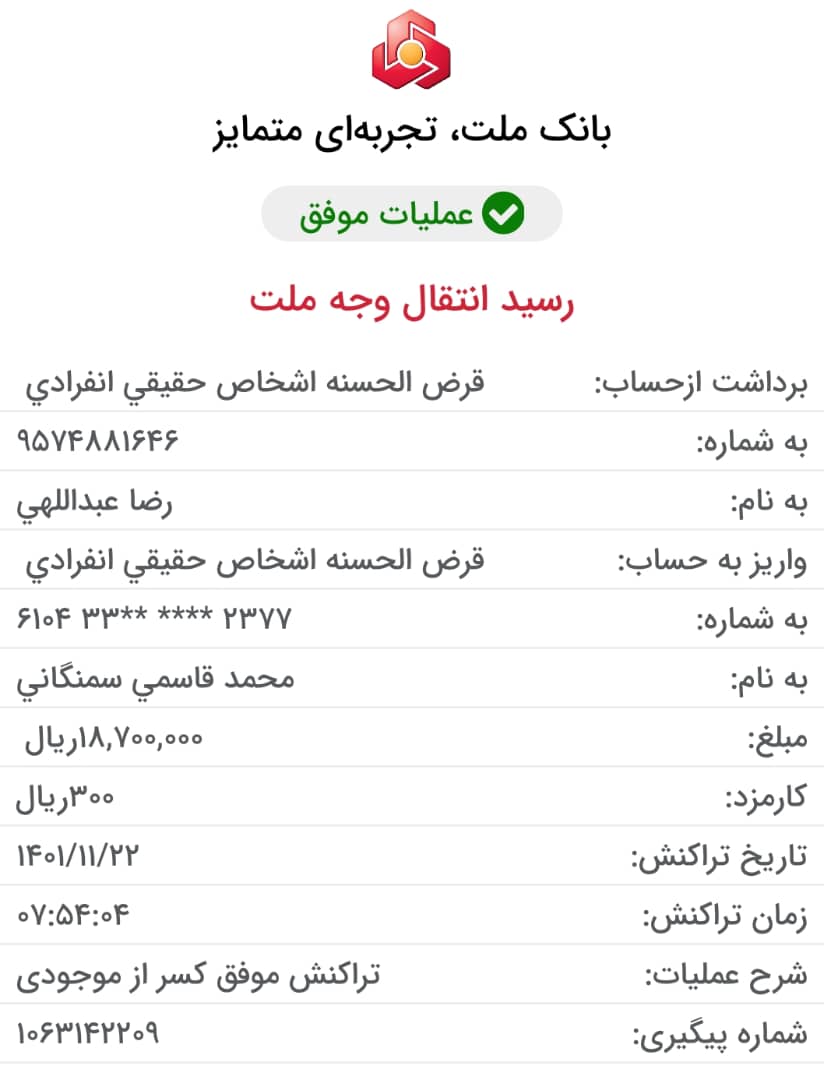 بانک ملت، تجربه‌ای متمایز
عملیات موفق
رسید انتقال وجه ملت
برداشت ازحساب: قرض الحسنه اشخاص حقيقي انفرادي
به شماره: ۹۵۷۴۸۸۱۶۴۶
به نام: رضا عبداللهي
واریز به حساب: قرض الحسنه اشخاص حقيقي انفرادي
به شماره: ۶۱۰۴ ۳۳** **** ۲۳۷۷
به نام: محمد قاسمي سمنگاني
مبلغ: ۱۸,۷۰۰,۰۰۰ریال
کارمزد: ۳۰۰ریال
تاریخ تراکنش: ۱۴۰۱/۱۱/۲۲
زمان تراکنش: ۰۷:۵۴:۰۴
شرح عملیات: تراکنش موفق کسر از موجودی
شماره پیگیری: ۱۰۶۳۱۴۲۲۰۹